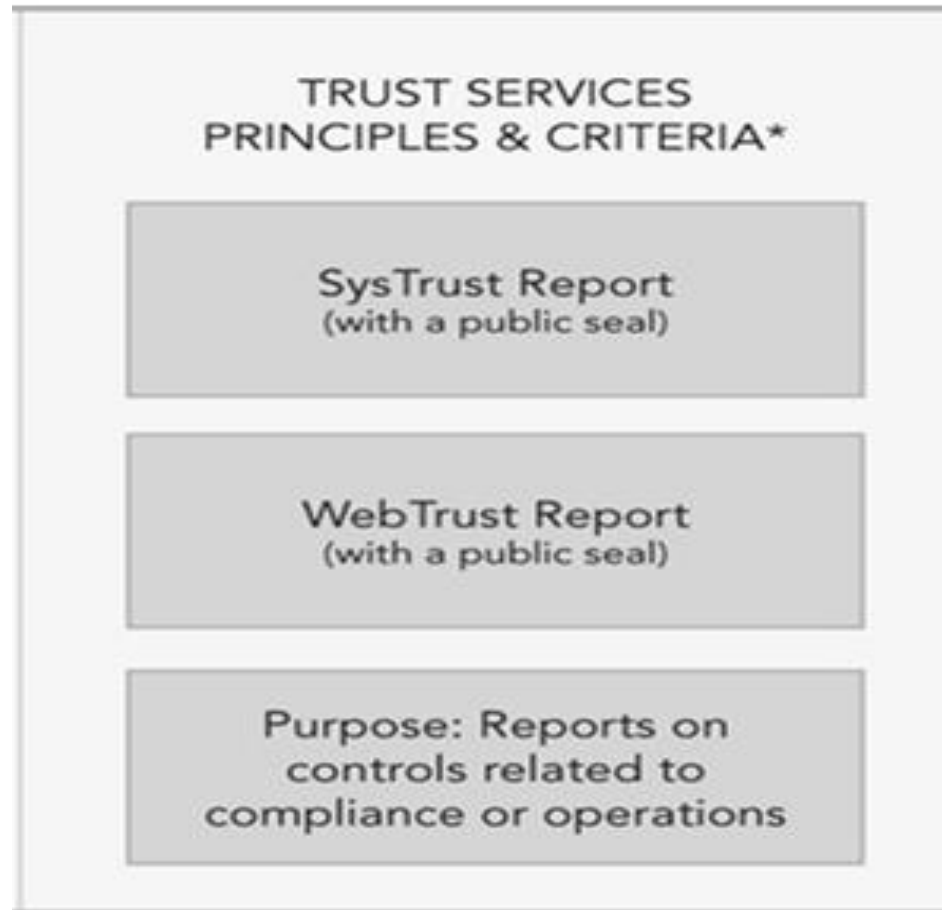 TRUST SERVICES
PRINCIPLES & CRITERIA*
SysTrust Report
(with a public seal)
WebTrust Report
(with a public seal)
Purpose: Reports on
controls related to
compliance or operations